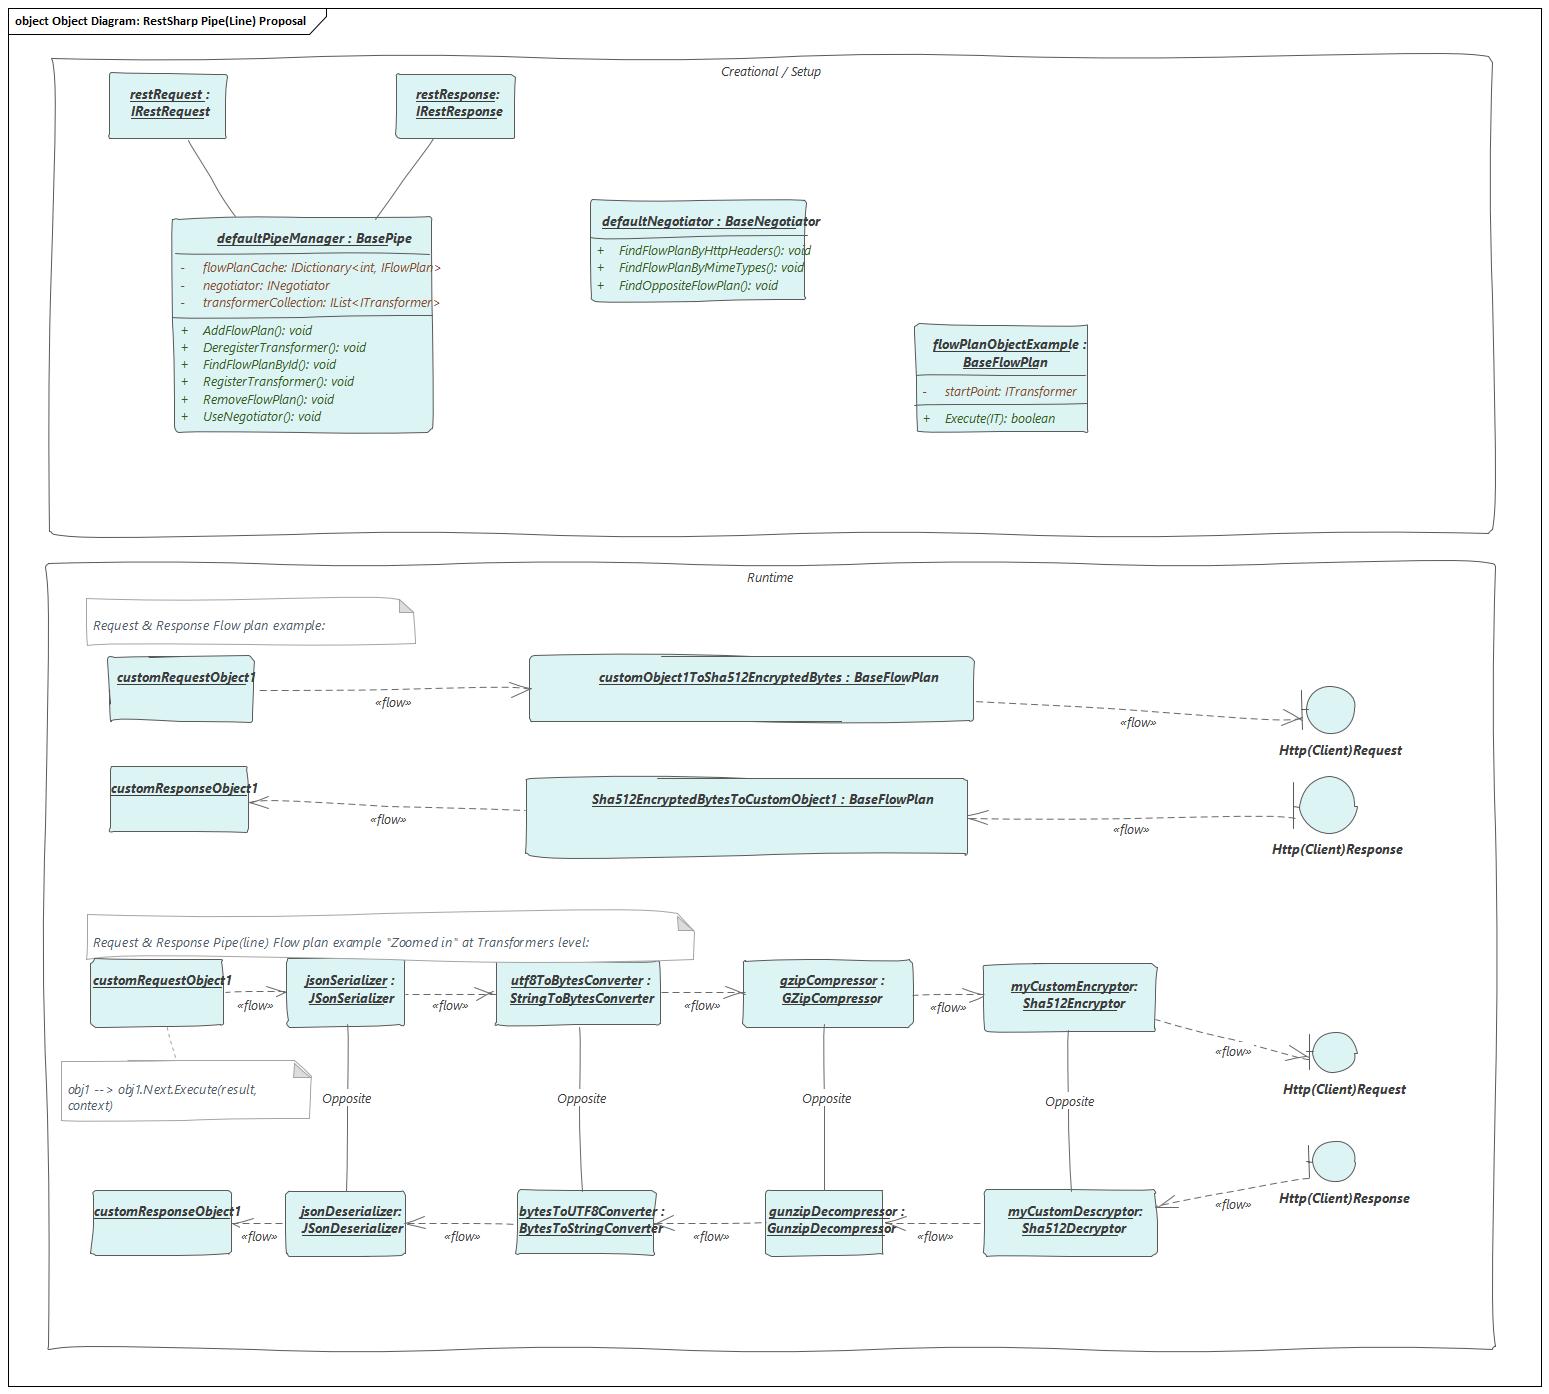 object Object Diagram: RestSharp Pipe(Line) Proposal
Creational / Setup
restRequest :
IRestRequest
restResponse:
IRestResponse
defaultPipeManager : BasePipe
- flowPlanCache: IDictionary<int, IFlowPlan>
- negotiator: INegotiator
- transformerCollection: IList<ITransformer>
+ AddFlowPlan(): void
+ DeregisterTransformer(): void
+ FindFlowPlanById(): void
+ RegisterTransformer(): void
+ RemoveFlowPlan(): void
+ UseNegotiator(): void
defaultNegotiator : BaseNegotiator
+ FindFlowPlanByHttpHeaders(): void
+ FindFlowPlanByMimeTypes(): void
+ FindOppositeFlowPlan(): void
flowPlanObjectExample :
BaseFlowPlan
- startPoint: ITransformer
+ Execute(IT): boolean
Runtime
Request & Response Flow plan example:
customRequestObject1
«flow»
customObject1ToSha512EncryptedBytes : BaseFlowPlan
«flow»
Http(Client)Request
customResponseObject1
«flow»
Sha512EncryptedBytesToCustomObject1 : BaseFlowPlan
«flow»
Http(Client)Response
Request & Response Pipe(line) Flow plan example "Zoomed in" at Transformers level:
customRequestObject1
«flow»
jsonSerializer :
JSonSerializer
«flow»
utf8ToBytesConverter :
StringToBytesConverter
«flow»
gzipCompressor :
GZipCompressor
«flow»
myCustomEncryptor:
Sha512Encryptor
«flow»
Http(Client)Request
obj1 --> obj1.Next.Execute(result,
context)
Opposite
Opposite
Opposite
Opposite
customResponseObject1
«flow»
jsonDeserializer:
JSonDeserializer
«flow»
bytesToUTF8Converter :
BytesToStringConverter
«flow»
gunzipDecompressor :
GunzipDecompressor
«flow»
myCustomDescryptor:
Sha512Decryptor
«flow»
Http(Client)Response